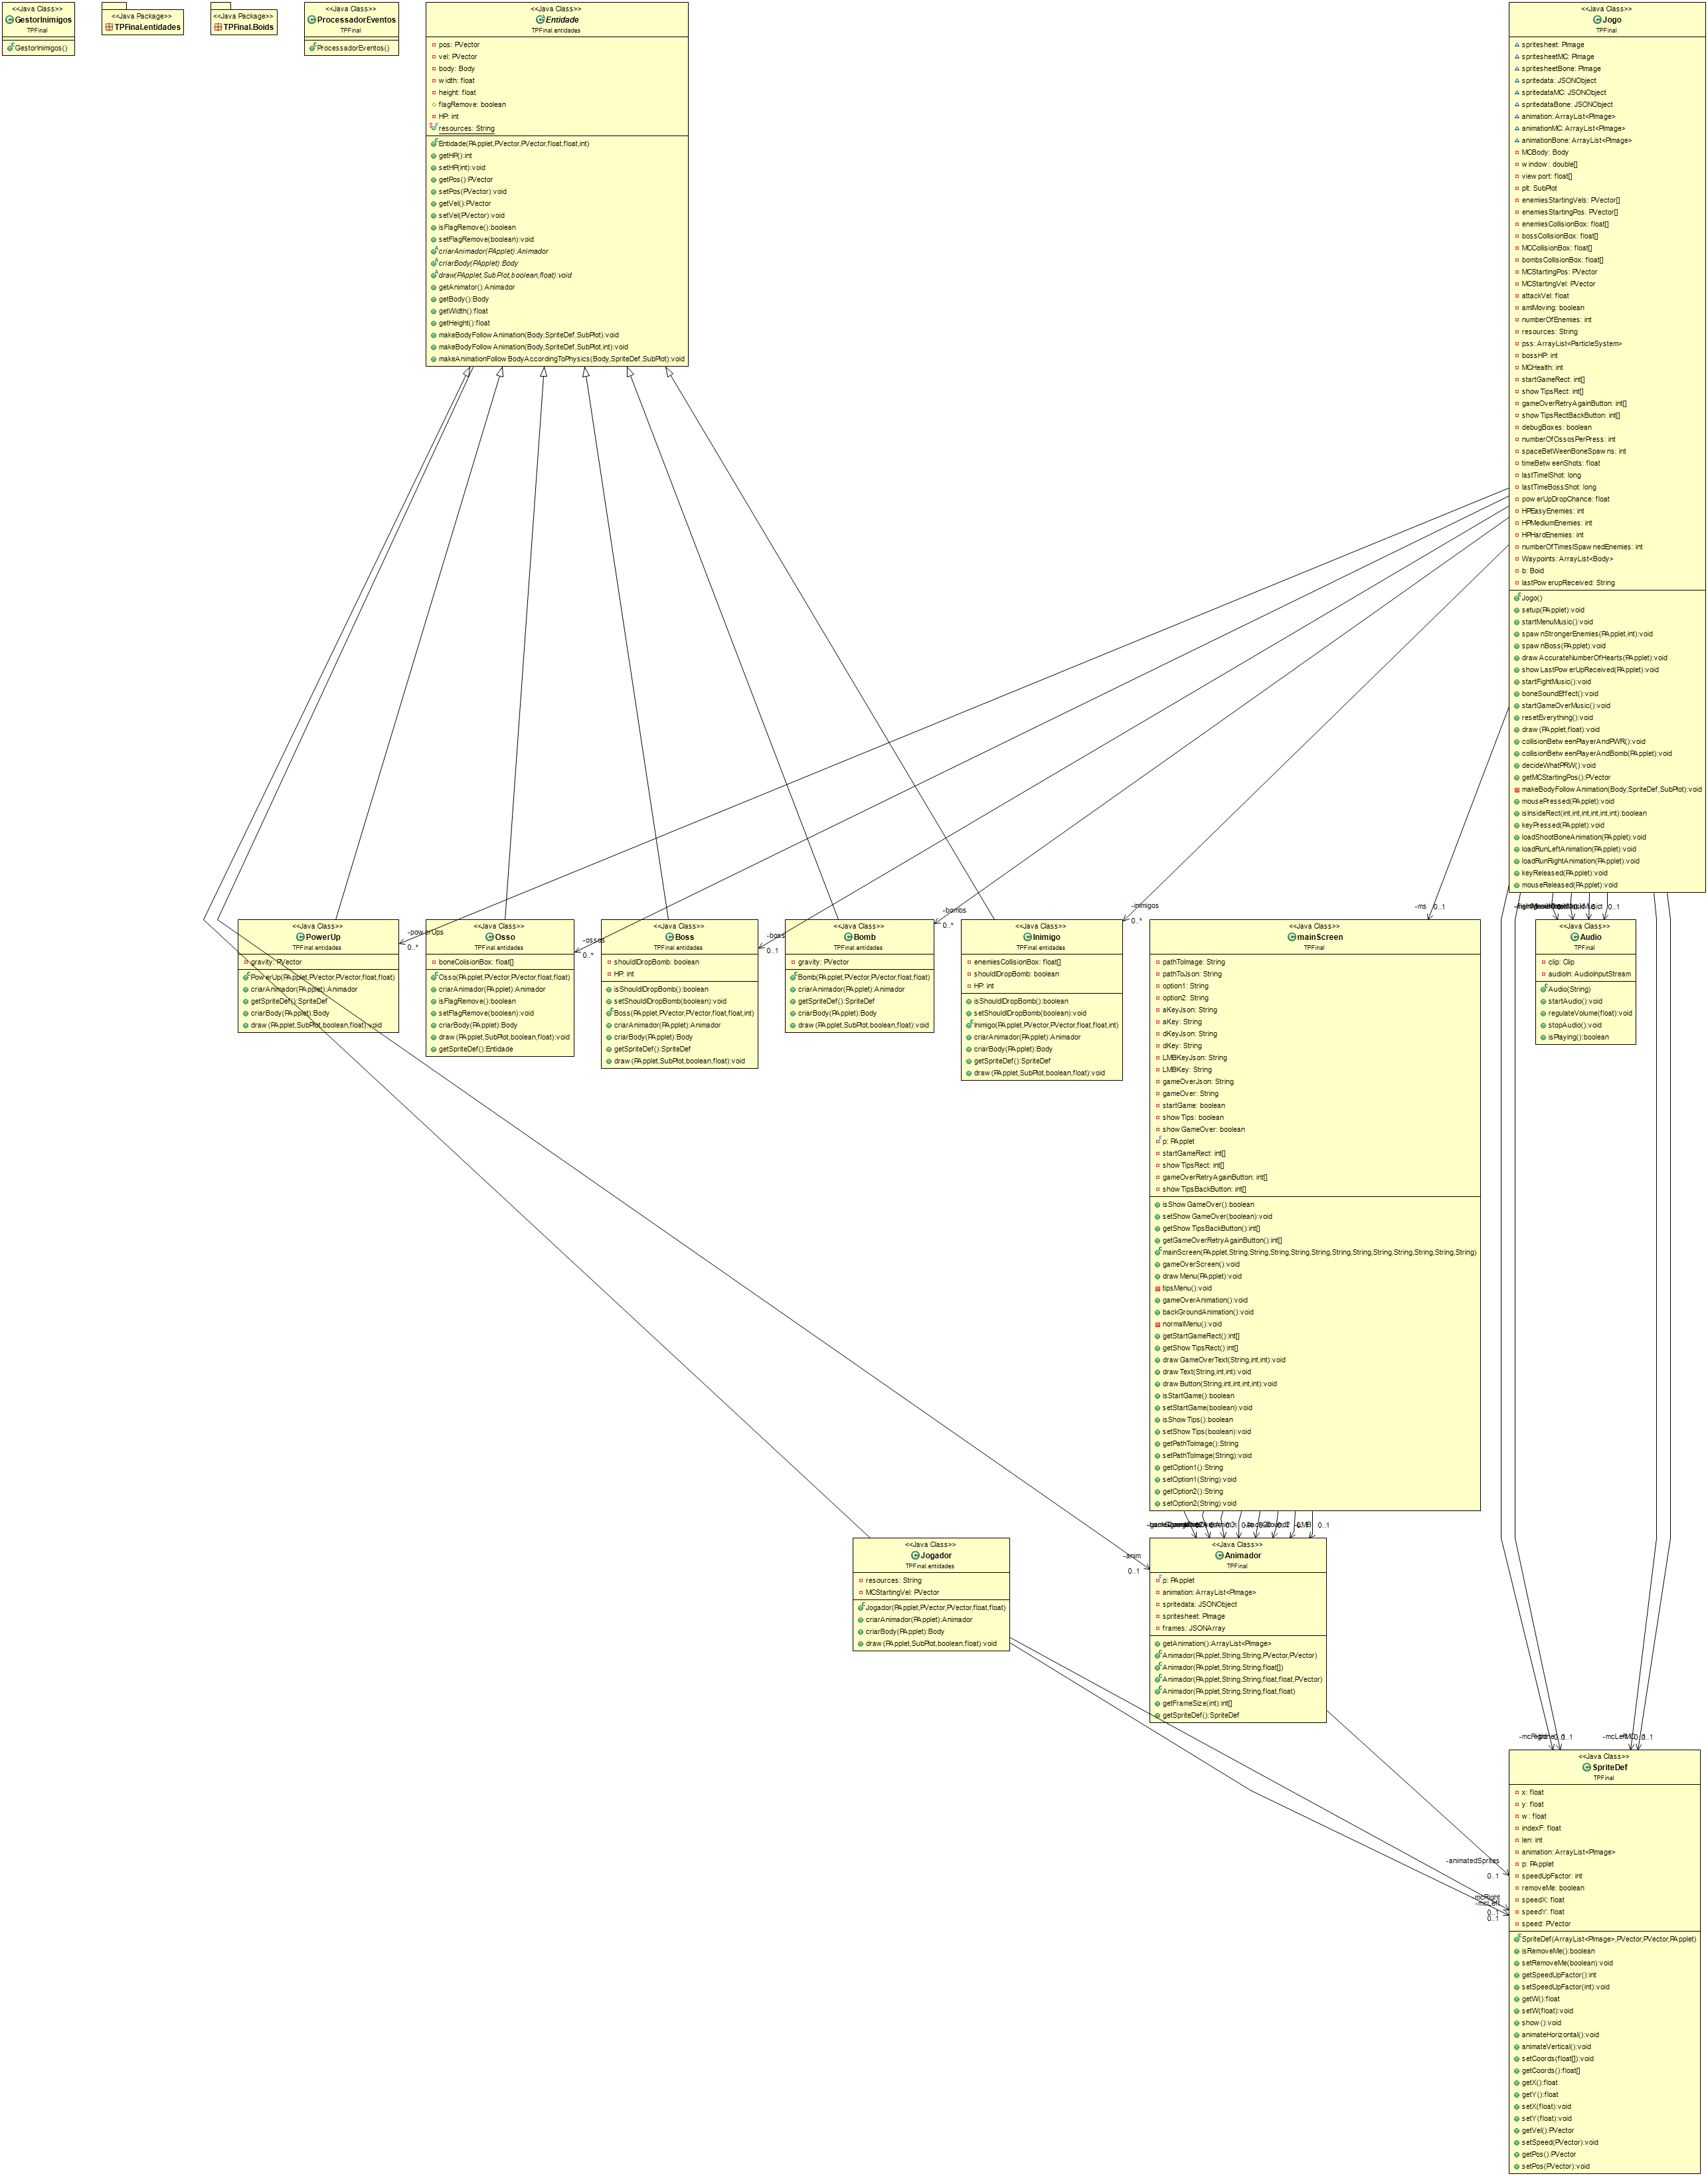 <<Java Class>>
GestorInimigos
TPFinal
GestorInimigos()
<<Java Package>>
TPFinal.entidades
<<Java Package>>
TPFinal.Boids
<<Java Class>>
ProcessadorEventos
TPFinal
ProcessadorEventos()
<<Java Class>>
Entidade
TPFinal.entidades
pos: PVector
vel: PVector
body: Body
width: float
height: float
flagRemove: boolean
HP: int
resources: String
Entidade(PApplet,PVector,PVector,float,float,int)
getHP():int
setHP(int):void
getPos():PVector
setPos(PVector):void
getVel():PVector
setVel(PVector):void
isFlagRemove():boolean
setFlagRemove(boolean):void
criarAnimador(PApplet):Animador
criarBody(PApplet):Body
draw(PApplet,SubPlot,boolean,float):void
getAnimator():Animador
getBody():Body
getWidth():float
getHeight():float
makeBodyFollowAnimation(Body,SpriteDef,SubPlot):void
makeBodyFollowAnimation(Body,SpriteDef,SubPlot,int):void
makeAnimationFollowBodyAccordingToPhysics(Body,SpriteDef,SubPlot):void
<<Java Class>>
Jogo
TPFinal
spritesheet: PImage
spritesheetMC: PImage
spritesheetBone: PImage
spritedata: JSONObject
spritedataMC: JSONObject
spritedataBone: JSONObject
animation: ArrayList<PImage>
animationMC: ArrayList<PImage>
animationBone: ArrayList<PImage>
MCBody: Body
window: double[]
viewport: float[]
plt: SubPlot
enemiesStartingVels: PVector[]
enemiesStartingPos: PVector[]
enemiesCollisionBox: float[]
bossCollisionBox: float[]
MCCollisionBox: float[]
bombsCollisionBox: float[]
MCStartingPos: PVector
MCStartingVel: PVector
attackVel: float
amIMoving: boolean
numberOfEnemies: int
resources: String
pss: ArrayList<ParticleSystem>
bossHP: int
MCHealth: int
startGameRect: int[]
showTipsRect: int[]
gameOverRetryAgainButton: int[]
showTipsRectBackButton: int[]
debugBoxes: boolean
numberOfOssosPerPress: int
spaceBetWeenBoneSpawns: int
timeBetweenShots: float
lastTimeIShot: long
lastTimeBossShot: long
powerUpDropChance: float
HPEasyEnemies: int
HPMediumEnemies: int
HPHardEnemies: int
numberOfTimesISpawnedEnemies: int
Waypoints: ArrayList<Body>
b: Boid
lastPowerupReceived: String
Jogo()
setup(PApplet):void
startMenuMusic():void
spawnStrongerEnemies(PApplet,int):void
spawnBoss(PApplet):void
drawAccurateNumberOfHearts(PApplet):void
showLastPowerUpReceived(PApplet):void
startFightMusic():void
boneSoundEffect():void
startGameOverMusic():void
resetEverything():void
draw(PApplet,float):void
collisionBetweenPlayerAndPWR():void
collisionBetweenPlayerAndBomb(PApplet):void
decideWhatPRW():void
getMCStartingPos():PVector
makeBodyFollowAnimation(Body,SpriteDef,SubPlot):void
mousePressed(PApplet):void
isInsideRect(int,int,int,int,int,int):boolean
keyPressed(PApplet):void
loadShootBoneAnimation(PApplet):void
loadRunLeftAnimation(PApplet):void
loadRunRightAnimation(PApplet):void
keyReleased(PApplet):void
mouseReleased(PApplet):void
-powerUps
0..*
-ossos
0..*
-boss
0..1
-bombs
0..*
-inimigos
0..*
-ms
0..1
0..1
<<Java Class>>
PowerUp
TPFinal.entidades
gravity: PVector
PowerUp(PApplet,PVector,PVector,float,float)
criarAnimador(PApplet):Animador
getSpriteDef():SpriteDef
criarBody(PApplet):Body
draw(PApplet,SubPlot,boolean,float):void
<<Java Class>>
Osso
TPFinal.entidades
boneColisionBox: float[]
Osso(PApplet,PVector,PVector,float,float)
criarAnimador(PApplet):Animador
isFlagRemove():boolean
setFlagRemove(boolean):void
criarBody(PApplet):Body
draw(PApplet,SubPlot,boolean,float):void
getSpriteDef():Entidade
<<Java Class>>
Boss
TPFinal.entidades
shouldIDropBomb: boolean
HP: int
isShouldIDropBomb():boolean
setShouldIDropBomb(boolean):void
Boss(PApplet,PVector,PVector,float,float,int)
criarAnimador(PApplet):Animador
criarBody(PApplet):Body
getSpriteDef():SpriteDef
draw(PApplet,SubPlot,boolean,float):void
<<Java Class>>
Bomb
TPFinal.entidades
gravity: PVector
Bomb(PApplet,PVector,PVector,float,float)
criarAnimador(PApplet):Animador
getSpriteDef():SpriteDef
criarBody(PApplet):Body
draw(PApplet,SubPlot,boolean,float):void
<<Java Class>>
Inimigo
TPFinal.entidades
enemiesCollisionBox: float[]
shouldIDropBomb: boolean
HP: int
isShouldIDropBomb():boolean
setShouldIDropBomb(boolean):void
Inimigo(PApplet,PVector,PVector,float,float,int)
criarAnimador(PApplet):Animador
criarBody(PApplet):Body
getSpriteDef():SpriteDef
draw(PApplet,SubPlot,boolean,float):void
<<Java Class>>
mainScreen
TPFinal
pathToImage: String
pathToJson: String
option1: String
option2: String
aKeyJson: String
aKey: String
dKeyJson: String
dKey: String
LMBKeyJson: String
LMBKey: String
gameOverJson: String
gameOver: String
startGame: boolean
showTips: boolean
showGameOver: boolean
p: PApplet
startGameRect: int[]
showTipsRect: int[]
gameOverRetryAgainButton: int[]
showTipsBackButton: int[]
isShowGameOver():boolean
setShowGameOver(boolean):void
getShowTipsBackButton():int[]
getGameOverRetryAgainButton():int[]
mainScreen(PApplet,String,String,String,String,String,String,String,String,String,String,String,String)
gameOverScreen():void
drawMenu(PApplet):void
tipsMenu():void
gameOverAnimation():void
backGroundAnimation():void
normalMenu():void
getStartGameRect():int[]
getShowTipsRect():int[]
drawGameOverText(String,int,int):void
drawText(String,int,int):void
drawButton(String,int,int,int,int):void
isStartGame():boolean
setStartGame(boolean):void
isShowTips():boolean
setShowTips(boolean):void
getPathToImage():String
setPathToImage(String):void
getOption1():String
setOption1(String):void
getOption2():String
setOption2(String):void
<<Java Class>>
Audio
TPFinal
clip: Clip
audioIn: AudioInputStream
Audio(String)
startAudio():void
regulateVolume(float):void
stopAudio():void
isPlaying():boolean
0..1
-anim
0..1
<<Java Class>>
Jogador
TPFinal.entidades
resources: String
MCStartingVel: PVector
Jogador(PApplet,PVector,PVector,float,float)
criarAnimador(PApplet):Animador
criarBody(PApplet):Body
draw(PApplet,SubPlot,boolean,float):void
<<Java Class>>
Animador
TPFinal
p: PApplet
animation: ArrayList<PImage>
spritedata: JSONObject
spritesheet: PImage
frames: JSONArray
getAnimation():ArrayList<PImage>
Animador(PApplet,String,String,PVector,PVector)
Animador(PApplet,String,String,float[])
Animador(PApplet,String,String,float,float,PVector)
Animador(PApplet,String,String,float,float)
getFrameSize(int):int[]
getSpriteDef():SpriteDef
-animatedSprites
0..1
-mcRight
-mcLeft
0..1
0..1
<<Java Class>>
SpriteDef
TPFinal
x: float
y: float
w: float
indexF: float
len: int
animation: ArrayList<PImage>
p: PApplet
speedUpFactor: int
removeMe: boolean
speedX: float
speedY: float
speed: PVector
SpriteDef(ArrayList<PImage>,PVector,PVector,PApplet)
isRemoveMe():boolean
setRemoveMe(boolean):void
getSpeedUpFactor():int
setSpeedUpFactor(int):void
getW():float
setW(float):void
show():void
animateHorizontal():void
animateVertical():void
setCoords(float[]):void
getCoords():float[]
getX():float
getY():float
setX(float):void
setY(float):void
getVel():PVector
setSpeed(PVector):void
getPos():PVector
setPos(PVector):void